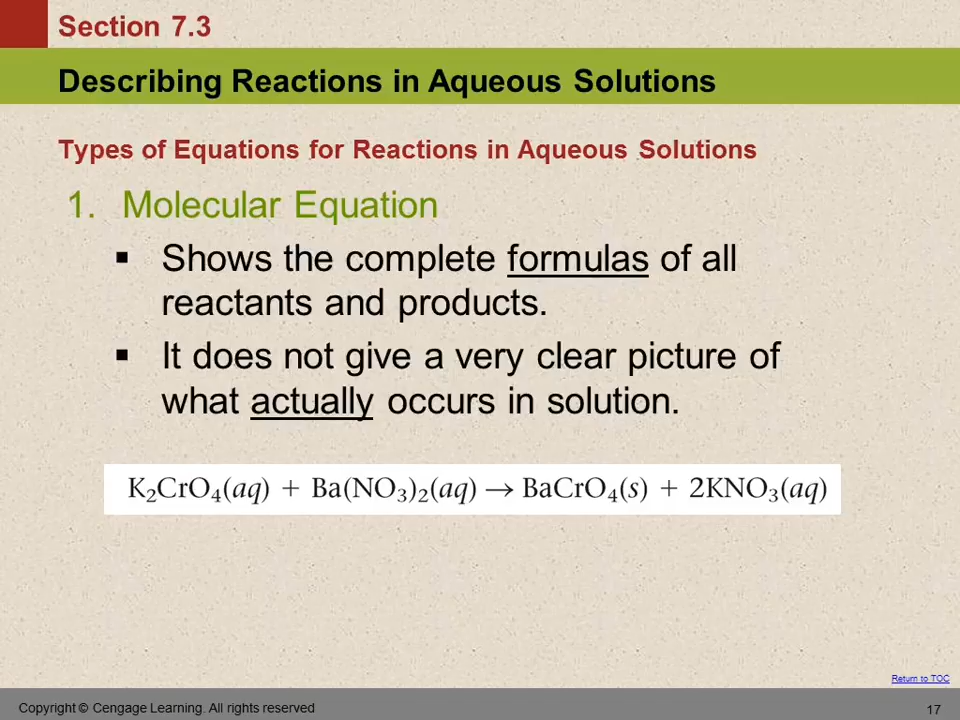 Section 7.3
Describing Reactions in Aqueous Solutions
Types of Equations for Reactions in Aqueous Solutions
1. Molecular Equation
▪ Shows the complete formulas of all
reactants and products.
▪ It does not give a very clear picture of
what actually occurs in solution.
K₂CrO₄(aq) + Ba(NO₃)₂(aq) → BaCrO₄(s) + 2KNO₃(aq)
Return to TOC
Copyright © Cengage Learning. All rights reserved
17